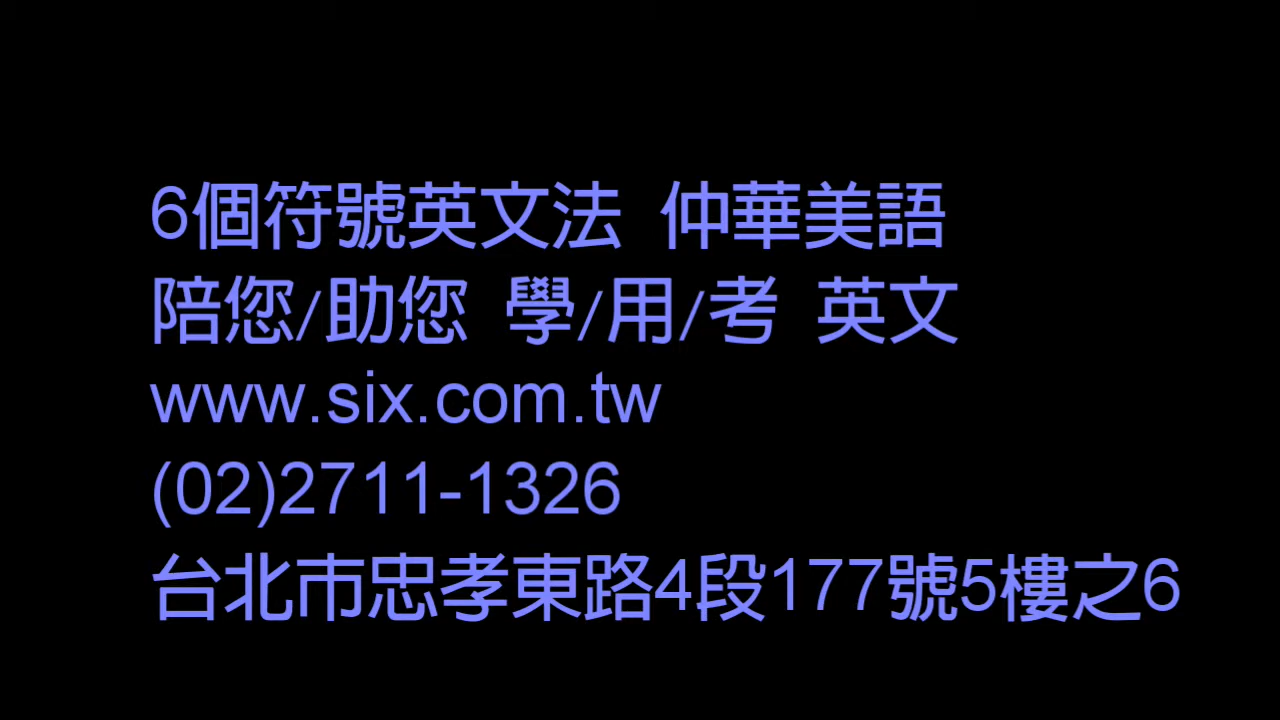 6個符號英文法 仲華美語
陪您/助您 學/用/考 英文
www.six.com.tw
(02)2711-1326
台北市忠孝東路4段177號5樓之6